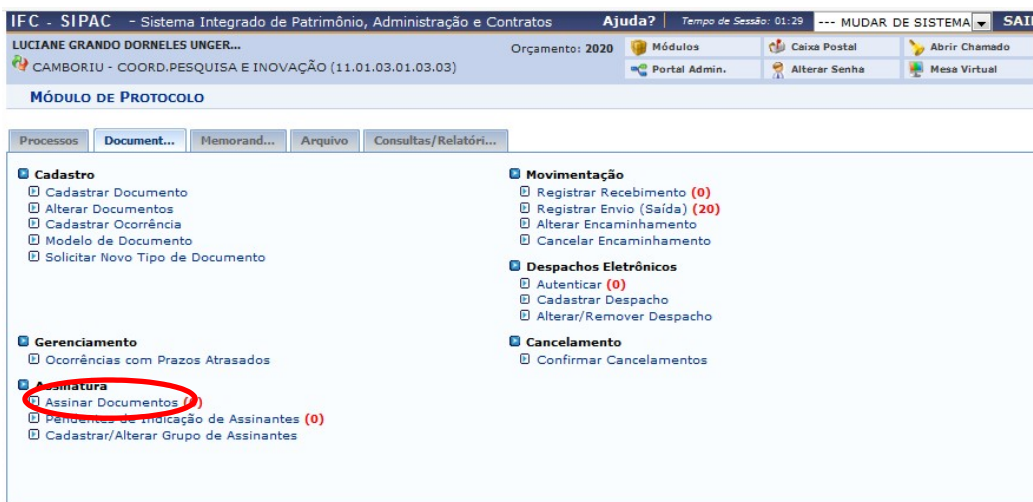 IFC - SIPAC - Sistema Integrado de Patrimônio, Administração e Contratos Ajuda? Tempo de Sessão: 01:29 --- MUDAR DE SISTEMA SAIR
LUCIANE GRANDO DORNELES UNGER... Orçamento: 2020 Módulos Caixa Postal Abrir Chamado
CAMBORIU - COORD.PESQUISA E INOVAÇÃO (11.01.03.01.03.03) Portal Admin. Alterar Senha Mesa Virtual
MÓDULO DE PROTOCOLO
Processos Document... Memorand... Arquivo Consultas/Relatóri...
Cadastro
Cadastrar Documento
Alterar Documentos
Cadastrar Ocorrência
Modelo de Documento
Solicitar Novo Tipo de Documento
Movimentação
Registrar Recebimento (0)
Registrar Envio (Saída) (20)
Alterar Encaminhamento
Cancelar Encaminhamento
Despachos Eletrônicos
Autenticar (0)
Cadastrar Despacho
Alterar/Remover Despacho
Gerenciamento
Ocorrências com Prazos Atrasados
Cancelamento
Confirmar Cancelamentos
Assinatura
Assinar Documentos
Pendentes de Indicação de Assinantes (0)
Cadastrar/Alterar Grupo de Assinantes